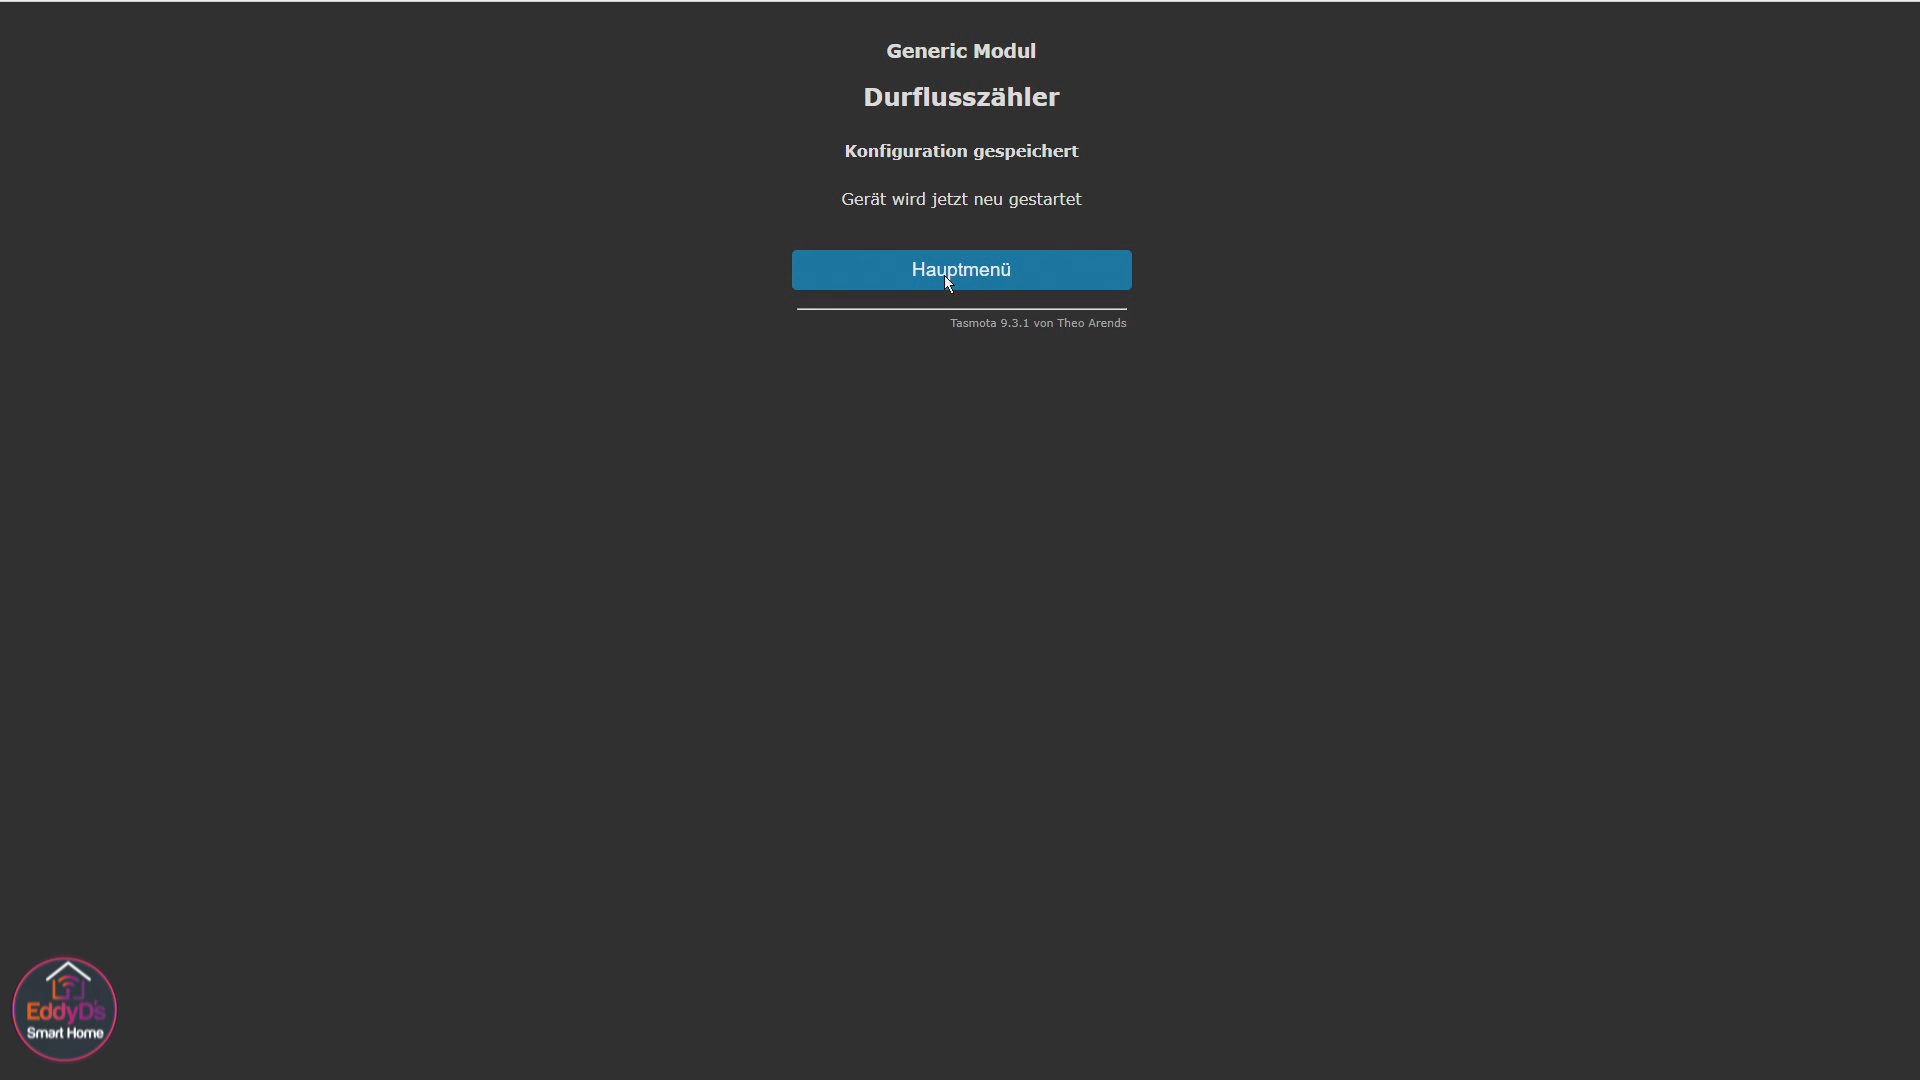 Generic Modul
Durflusszähler
Konfiguration gespeichert
Gerät wird jetzt neu gestartet
Hauptmenü
Tasmota 9.3.1 von Theo Arends
EddyD's
Smart Home